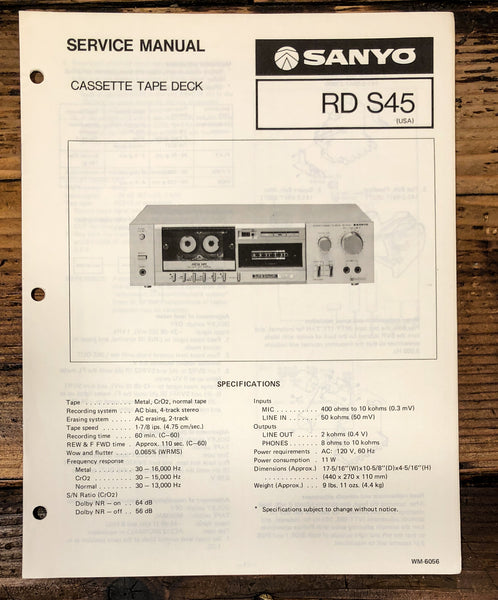 SERVICE MANUAL
CASSETTE TAPE DECK
SANYO
RD S45
(USA)
SPECIFICATIONS
Tape . . . . . . . . . . . . . . Metal, CrO2, normal tape
Recording system . . . . AC bias, 4-track stereo
Erasing system . . . . . . AC erasing, 2-track
Tape speed . . . . . . . . 1-7/8 ips. (4.75 cm/sec.)
Recording time . . . . . . 60 min. (C-60)
REW & F FWD time . . Approx. 110 sec. (C-60)
Wow and flutter . . . . . 0.065% (WRMS)
Frequency response
Metal . . . . . . . . . . . 30 – 16,000 Hz
CrO2 . . . . . . . . . . . 30 – 15,000 Hz
Normal . . . . . . . . . 30 – 13,000 Hz
S/N Ratio (CrO2)
Dolby NR – on . . . . 64 dB
Dolby NR – off . . . . 56 dB
Inputs
MIC . . . . . . . . . . . 400 ohms to 10 kohms (0.3 mV)
LINE IN . . . . . . . . 50 kohms (50 mV)
Outputs
LINE OUT . . . . . . . 2 kohms (0.4 V)
PHONES . . . . . . . . 8 ohms to 10 kohms
Power requirements . . AC: 120 V, 60 Hz
Power consumption . . . 11 W
Dimensions (Approx.) 17-5/16''(W)x10-5/8''(D)x4-5/16''(H)
. . . . . . . . . . . . . . . . (440 x 270 x 110 mm)
Weight (Approx.) . . . . 9 lbs. 11 oz. (4.4 kg)
* Specifications subject to change without notice.
WM-6056